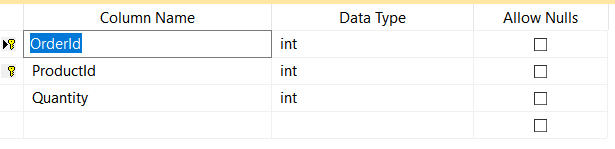 Column Name Data Type Allow Nulls
OrderId int
ProductId int
Quantity int